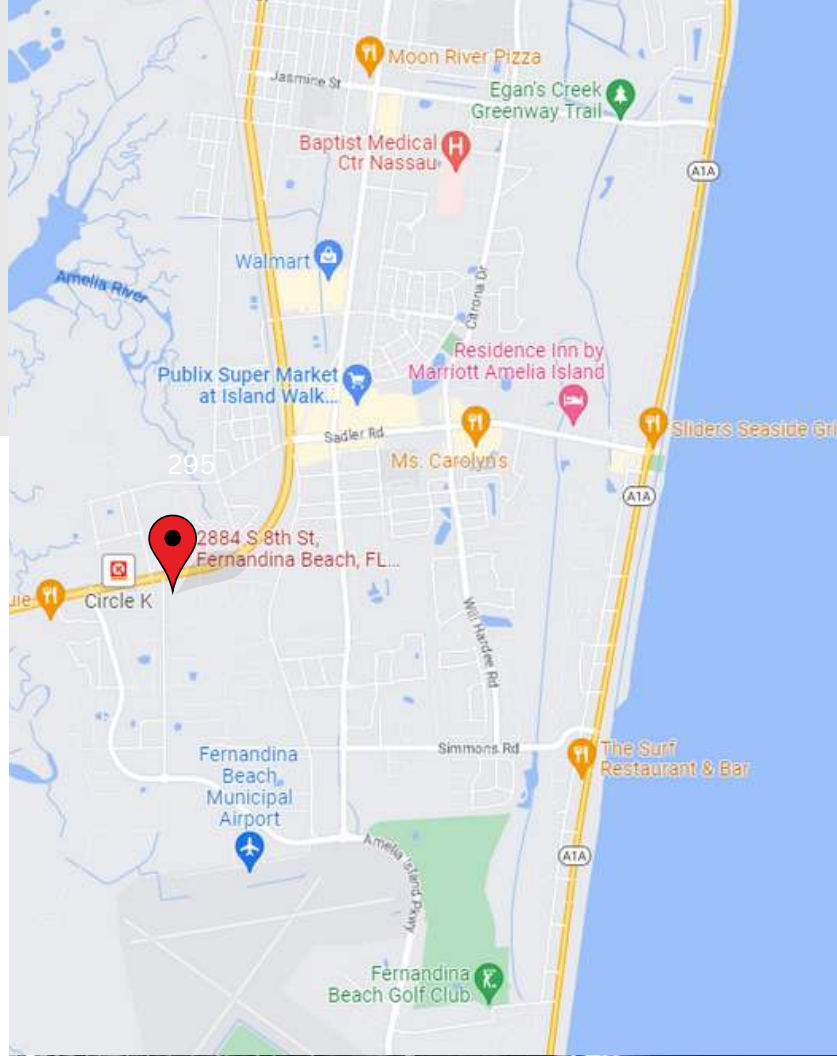 Moon River Pizza
Jasmine St
Egan's Creek
Greenway Trail
Baptist Medical
Ctr Nassau
H
A1A
Walmart
Amelia River
Citrona Dr
Residence Inn by
Marriott Amelia Island
Publix Super Market
at Island Walk...
Sadler Rd
Sliders Seaside Gri
Ms. Carolyn's
295
A1A
2884 S 8th St,
Fernandina Beach, FL...
K
Circle K
uie
Will Hardee Rd
Simmons Rd
The Surf
Restaurant & Bar
Fernandina
Beach
Municipal
Airport
Amelia Island Pkwy
A1A
Fernandina
Beach Golf Club